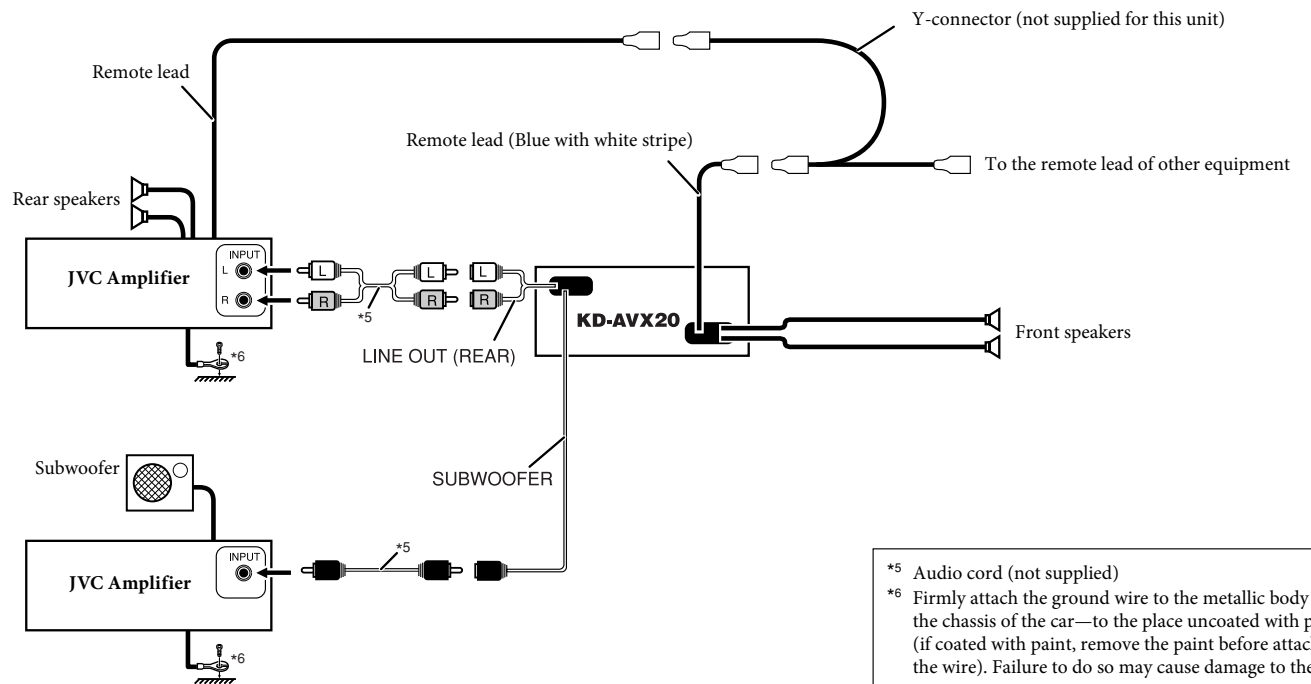 Y-connector (not supplied for this unit)
Remote lead
Remote lead (Blue with white stripe)
To the remote lead of other equipment
Rear speakers
INPUT
L
R
JVC Amplifier
L
R
L
R
L
R
*5
*6
LINE OUT (REAR)
KD-AVX20
Front speakers
Subwoofer
SUBWOOFER
INPUT
JVC Amplifier
*5
*6
*5 Audio cord (not supplied)
*6 Firmly attach the ground wire to the metallic body
the chassis of the car—to the place uncoated with
(if coated with paint, remove the paint before
the wire). Failure to do so may cause damage to the